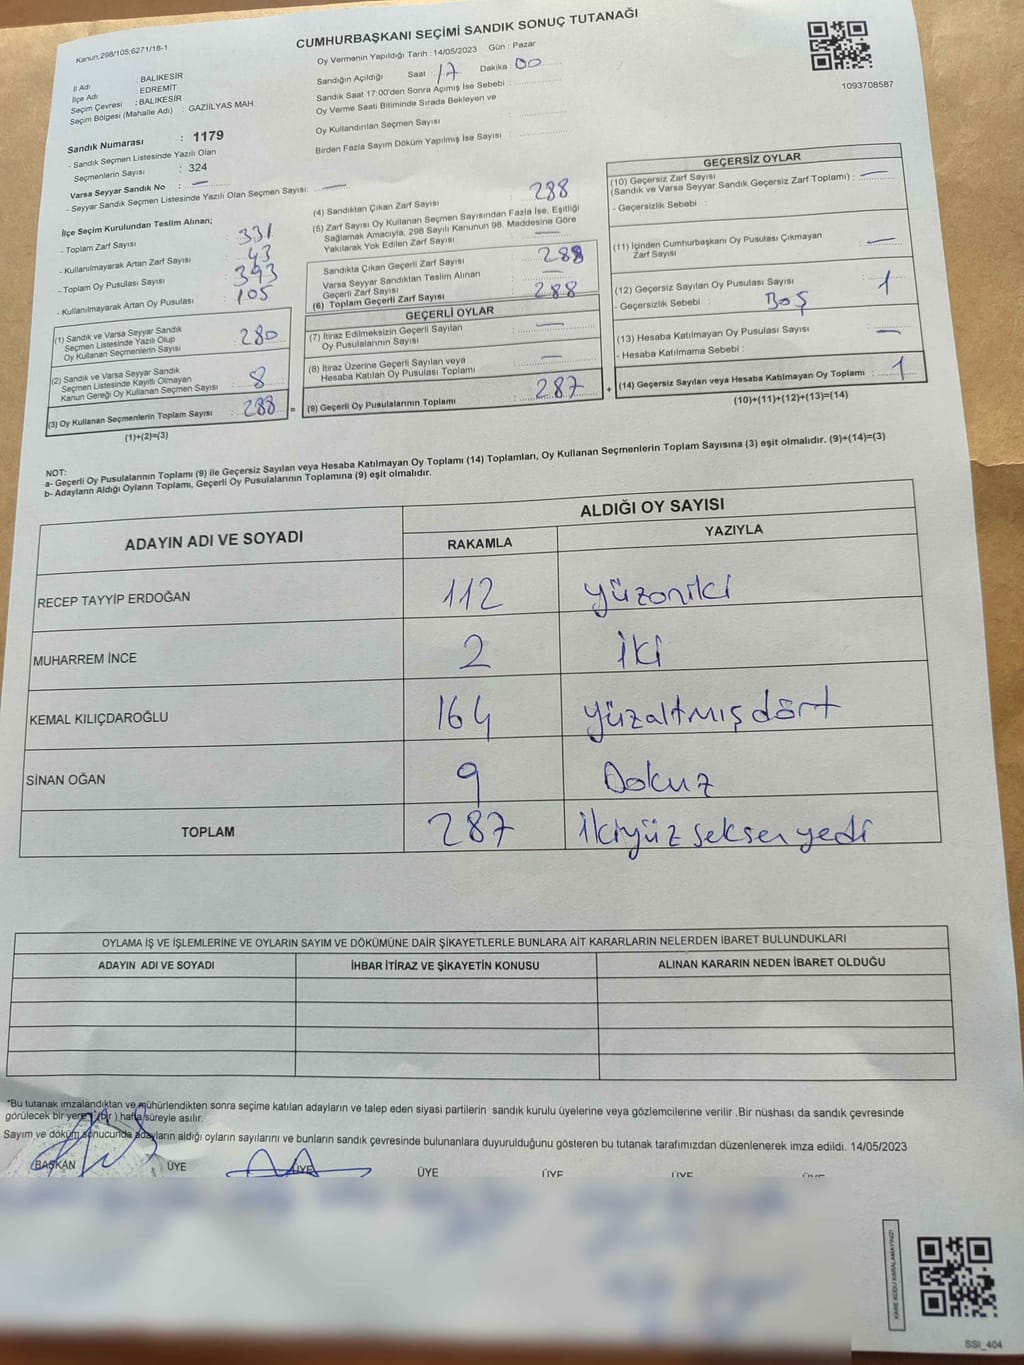 Kanun:298/105;6271/18-1
CUMHURBAŞKANI SEÇİMİ SANDIK SONUÇ TUTANAĞI
1093708587
İl Adı : BALIKESİR
İlçe Adı : EDREMİT
Seçim Çevresi : BALIKESİR
Seçim Bölgesi (Mahalle Adı) : GAZİİLYAS MAH.
Sandık Numarası : 1179
- Sandık Seçmen Listesinde Yazılı Olan
Seçmenlerin Sayısı : 324
Varsa Seyyar Sandık No : —
- Seyyar Sandık Seçmen Listesinde Yazılı Olan Seçmen Sayısı: —
Oy Vermenin Yapıldığı Tarih : 14/05/2023 Gün : Pazar
Sandığın Açıldığı Saat 17 Dakika 00
Sandık Saat 17:00'den Sonra Açımış İse Sebebi :
Oy Verme Saati Bitiminde Sırada Bekleyen ve
Oy Kullandırılan Seçmen Sayısı :
Birden Fazla Sayım Döküm Yapılmış İse Sayısı :
İlçe Seçim Kurulundan Teslim Alınan;
- Toplam Zarf Sayısı : 331
- Kullanılmayarak Artan Zarf Sayısı : 43
- Toplam Oy Pusulası Sayısı : 393
- Kullanılmayarak Artan Oy Pusulası : 105
(1) Sandık ve Varsa Seyyar Sandık
Seçmen Listesinde Yazılı Olup
Oy Kullanan Seçmenlerin Sayısı : 280
(2) Sandık ve Varsa Seyyar Sandık
Seçmen Listesinde Kayıtlı Olmayan
Kanun Gereği Oy Kullanan Seçmen Sayısı : 8
(3) Oy Kullanan Seçmenlerin Toplam Sayısı : 288 =
(1)+(2)=(3)
(4) Sandıktan Çıkan Zarf Sayısı : 288
(5) Zarf Sayısı Oy Kullanan Seçmen Sayısından Fazla İse, Eşitliği
Sağlamak Amacıyla, 298 Sayılı Kanunun 98. Maddesine Göre
Yakılarak Yok Edilen Zarf Sayısı : —
Sandıkta Çıkan Geçerli Zarf Sayısı : 288
Varsa Seyyar Sandıktan Teslim Alınan
Geçerli Zarf Sayısı : —
(6) Toplam Geçerli Zarf Sayısı : 288
GEÇERLİ OYLAR
(7) İtiraz Edilmeksizin Geçerli Sayılan
Oy Pusulasının Sayısı : —
(8) İtiraz Üzerine Geçerli Sayılan veya
Hesaba Katılan Oy Pusulası Toplamı : —
(9) Geçerli Oy Pusulalarının Toplamı : 287 +
GEÇERSİZ OYLAR
(10) Geçersiz Zarf Sayısı
(Sandık ve Varsa Seyyar Sandık Geçersiz Zarf Toplamı) : —
- Geçersizlik Sebebi :
(11) İçinden Cumhurbaşkanı Oy Pusulası Çıkmayan
Zarf Sayısı : —
(12) Geçersiz Sayılan Oy Pusulası Sayısı : 1
- Geçersizlik Sebebi : Boş
(13) Hesaba Katılmayan Oy Pusulası Sayısı : —
- Hesaba Katılmama Sebebi :
(14) Geçersiz Sayılan veya Hesaba Katılmayan Oy Toplamı : 1
(10)+(11)+(12)+(13)=(14)
NOT:
a- Geçerli Oy Pusulalarının Toplamı (9) ile Geçersiz Sayılan veya Hesaba Katılmayan Oy Toplamı (14) Toplamları, Oy Kullanan Seçmenlerin Toplam Sayısına (3) eşit olmalıdır. (9)+(14)=(3)
b- Adayların Aldığı Oyların Toplamı, Geçerli Oy Pusulalarının Toplamına (9) eşit olmalıdır.
ADAYIN ADI VE SOYADI
ALDIĞI OY SAYISI
RAKAMLA YAZIYLA
RECEP TAYYİP ERDOĞAN 112 yüzoniki
MUHARREM İNCE 2 iki
KEMAL KILIÇDAROĞLU 164 yüzaltmışdört
SİNAN OĞAN 9 Dokuz
TOPLAM 287 ikiyüz seksen yedi
OYLAMA İŞ VE İŞLEMLERİNE VE OYLARIN SAYIM VE DÖKÜMÜNE DAİR ŞİKAYETLERLE BUNLARA AİT KARARLARIN NELERDEN İBARET BULUNDUKLARI
ADAYIN ADI VE SOYADI İHBAR İTİRAZ VE ŞİKAYETİN KONUSU ALINAN KARARIN NEDEN İBARET OLDUĞU
*Bu tutanak imzalandıktan ve mühürlendikten sonra seçime katılan adayların ve talep eden siyasi partilerin sandık kurulu üyelerine veya gözlemcilerine verilir .Bir nüshası da sandık çevresinde
görülecek bir yere 1 (bir ) hafta süreyle asılır.
Sayım ve döküm sonucunda adayların aldığı oyların sayılarını ve bunların sandık çevresinde bulunanlara duyurulduğunu gösteren bu tutanak tarafımızdan düzenlenerek imza edildi. 14/05/2023
BAŞKAN ÜYE ÜYE ÜYE ÜYE ÜYE ÜYE
KARE KODU KARALAMAYINIZ!
SSI_404